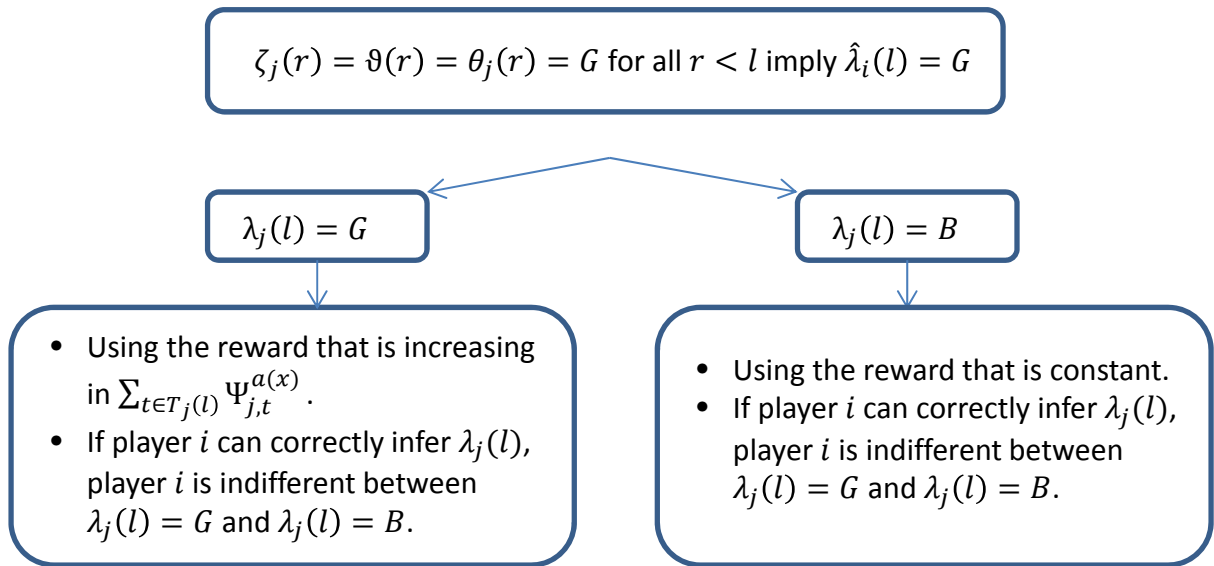 ζ_j(r) = ϑ(r) = θ_j(r) = G for all r < l imply λ̂_i(l) = G
λ_j(l) = G
λ_j(l) = B
• Using the reward that is increasing
in ∑_{t∈T_j(l)} Ψ_{j,t}^{a(x)} .
• If player i can correctly infer λ_j(l),
player i is indifferent between
λ_j(l) = G and λ_j(l) = B.
• Using the reward that is constant.
• If player i can correctly infer λ_j(l),
player i is indifferent between
λ_j(l) = G and λ_j(l) = B.